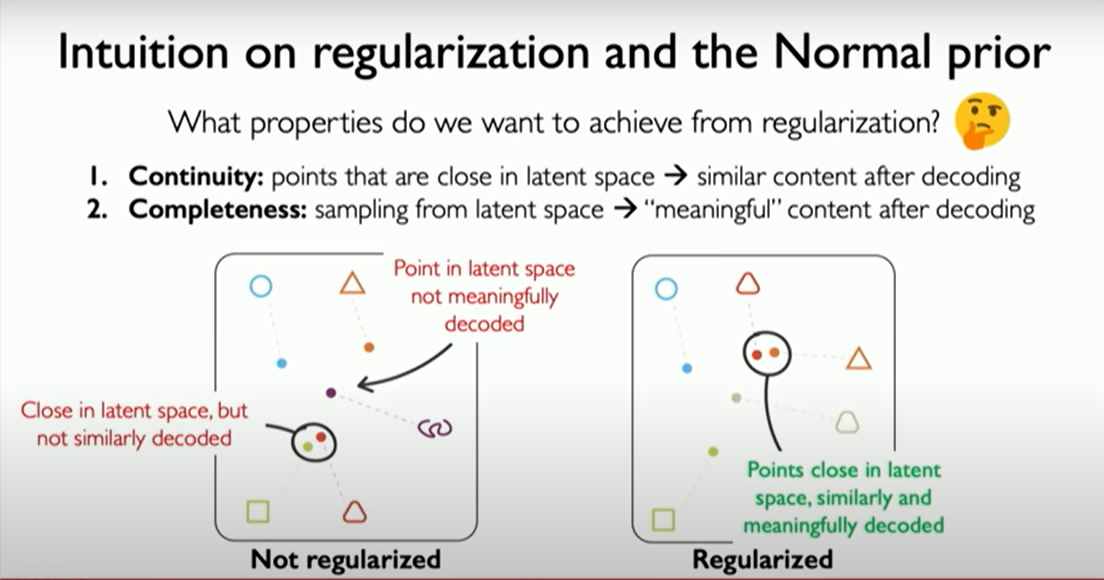 Intuition on regularization and the Normal prior
What properties do we want to achieve from regularization?
1. Continuity: points that are close in latent space → similar content after decoding
2. Completeness: sampling from latent space → "meaningful" content after decoding
Point in latent space
not meaningfully
decoded
Close in latent space, but
not similarly decoded
Not regularized
Points close in latent
space, similarly and
meaningfully decoded
Regularized